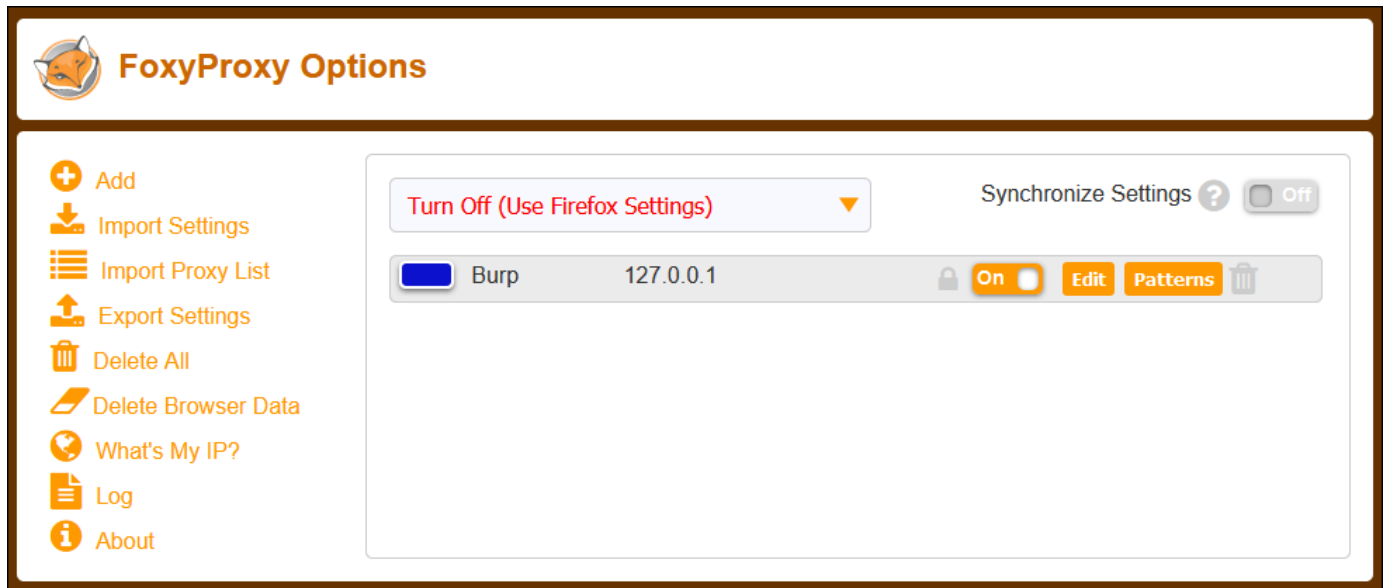 FoxyProxy Options
Add
Import Settings
Import Proxy List
Export Settings
Delete All
Delete Browser Data
What's My IP?
Log
About
Turn Off (Use Firefox Settings)
Synchronize Settings ? Off
Burp 127.0.0.1 On Edit Patterns